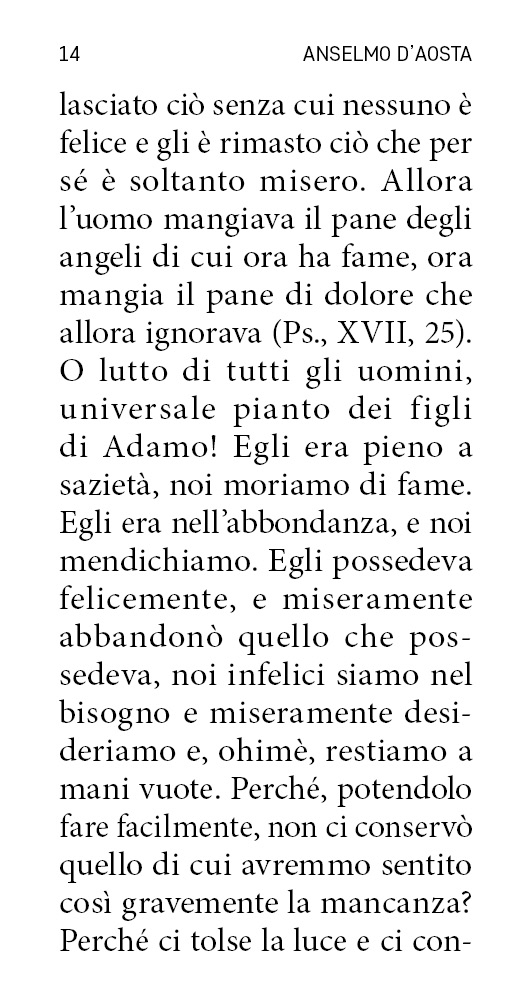 14 ANSELMO D'AOSTA
lasciato ciò senza cui nessuno è
felice e gli è rimasto ciò che per
sé è soltanto misero. Allora
l'uomo mangiava il pane degli
angeli di cui ora ha fame, ora
mangia il pane di dolore che
allora ignorava (Ps., XVII, 25).
O lutto di tutti gli uomini,
universale pianto dei figli
di Adamo! Egli era pieno a
sazietà, noi moriamo di fame.
Egli era nell'abbondanza, e noi
mendichiamo. Egli possedeva
felicemente, e miseramente
abbandonò quello che pos-
sedeva, noi infelici siamo nel
bisogno e miseramente desi-
deriamo e, ohimè, restiamo a
mani vuote. Perché, potendolo
fare facilmente, non ci conservò
quello di cui avremmo sentito
così gravemente la mancanza?
Perché ci tolse la luce e ci con-